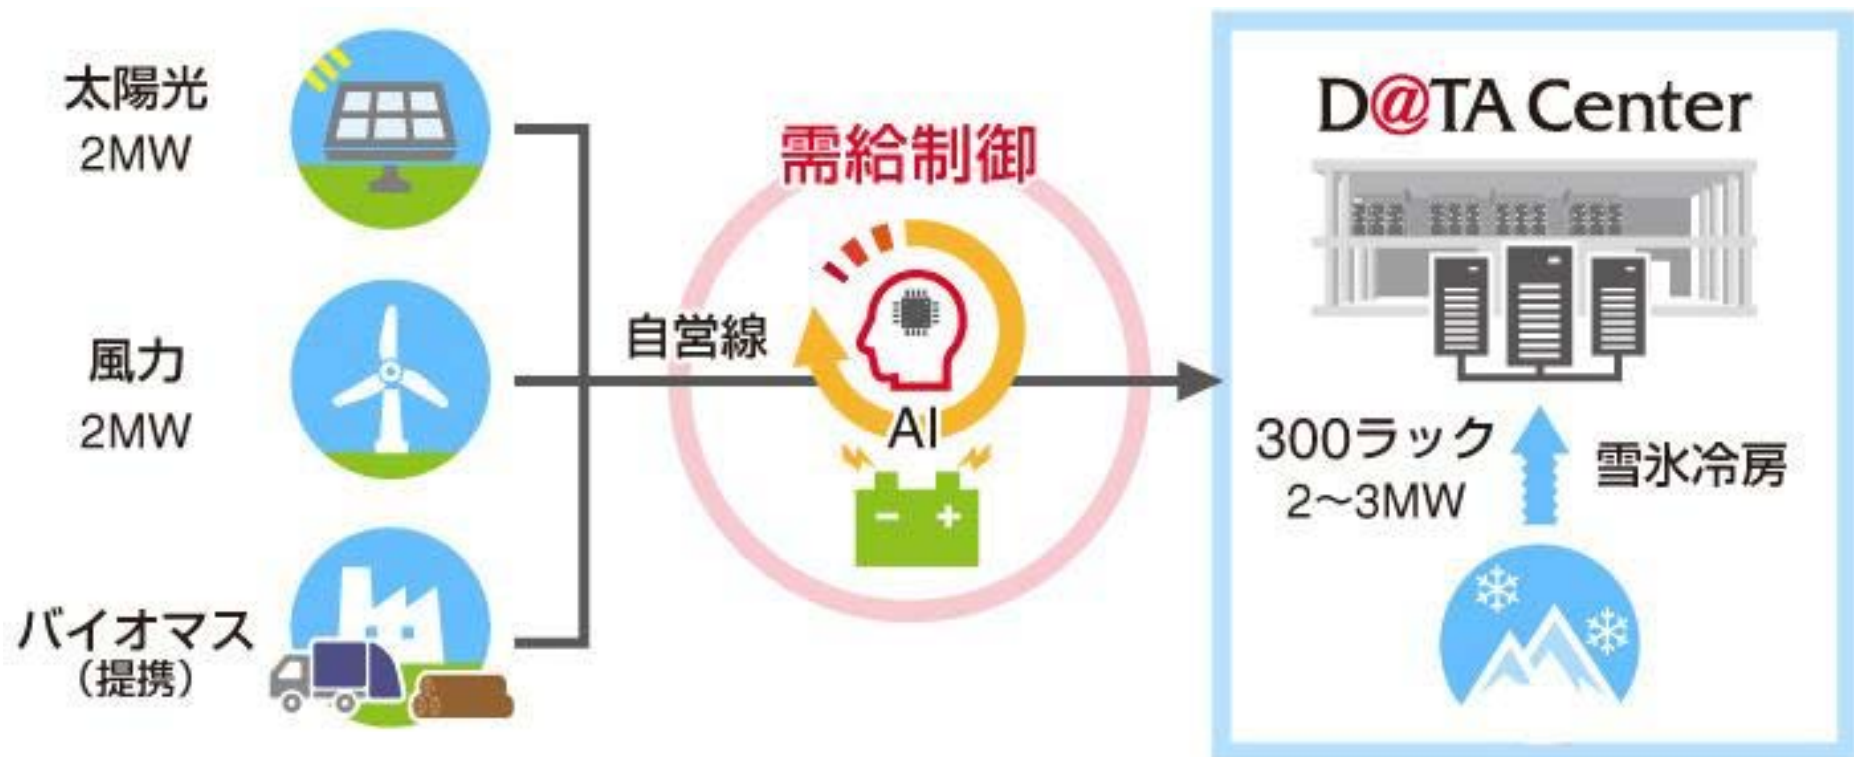 太陽光
2MW
風力
2MW
バイオマス
（提携）
自営線
需給制御
AI
D@TA Center
300ラック
2～3MW
雪氷冷房